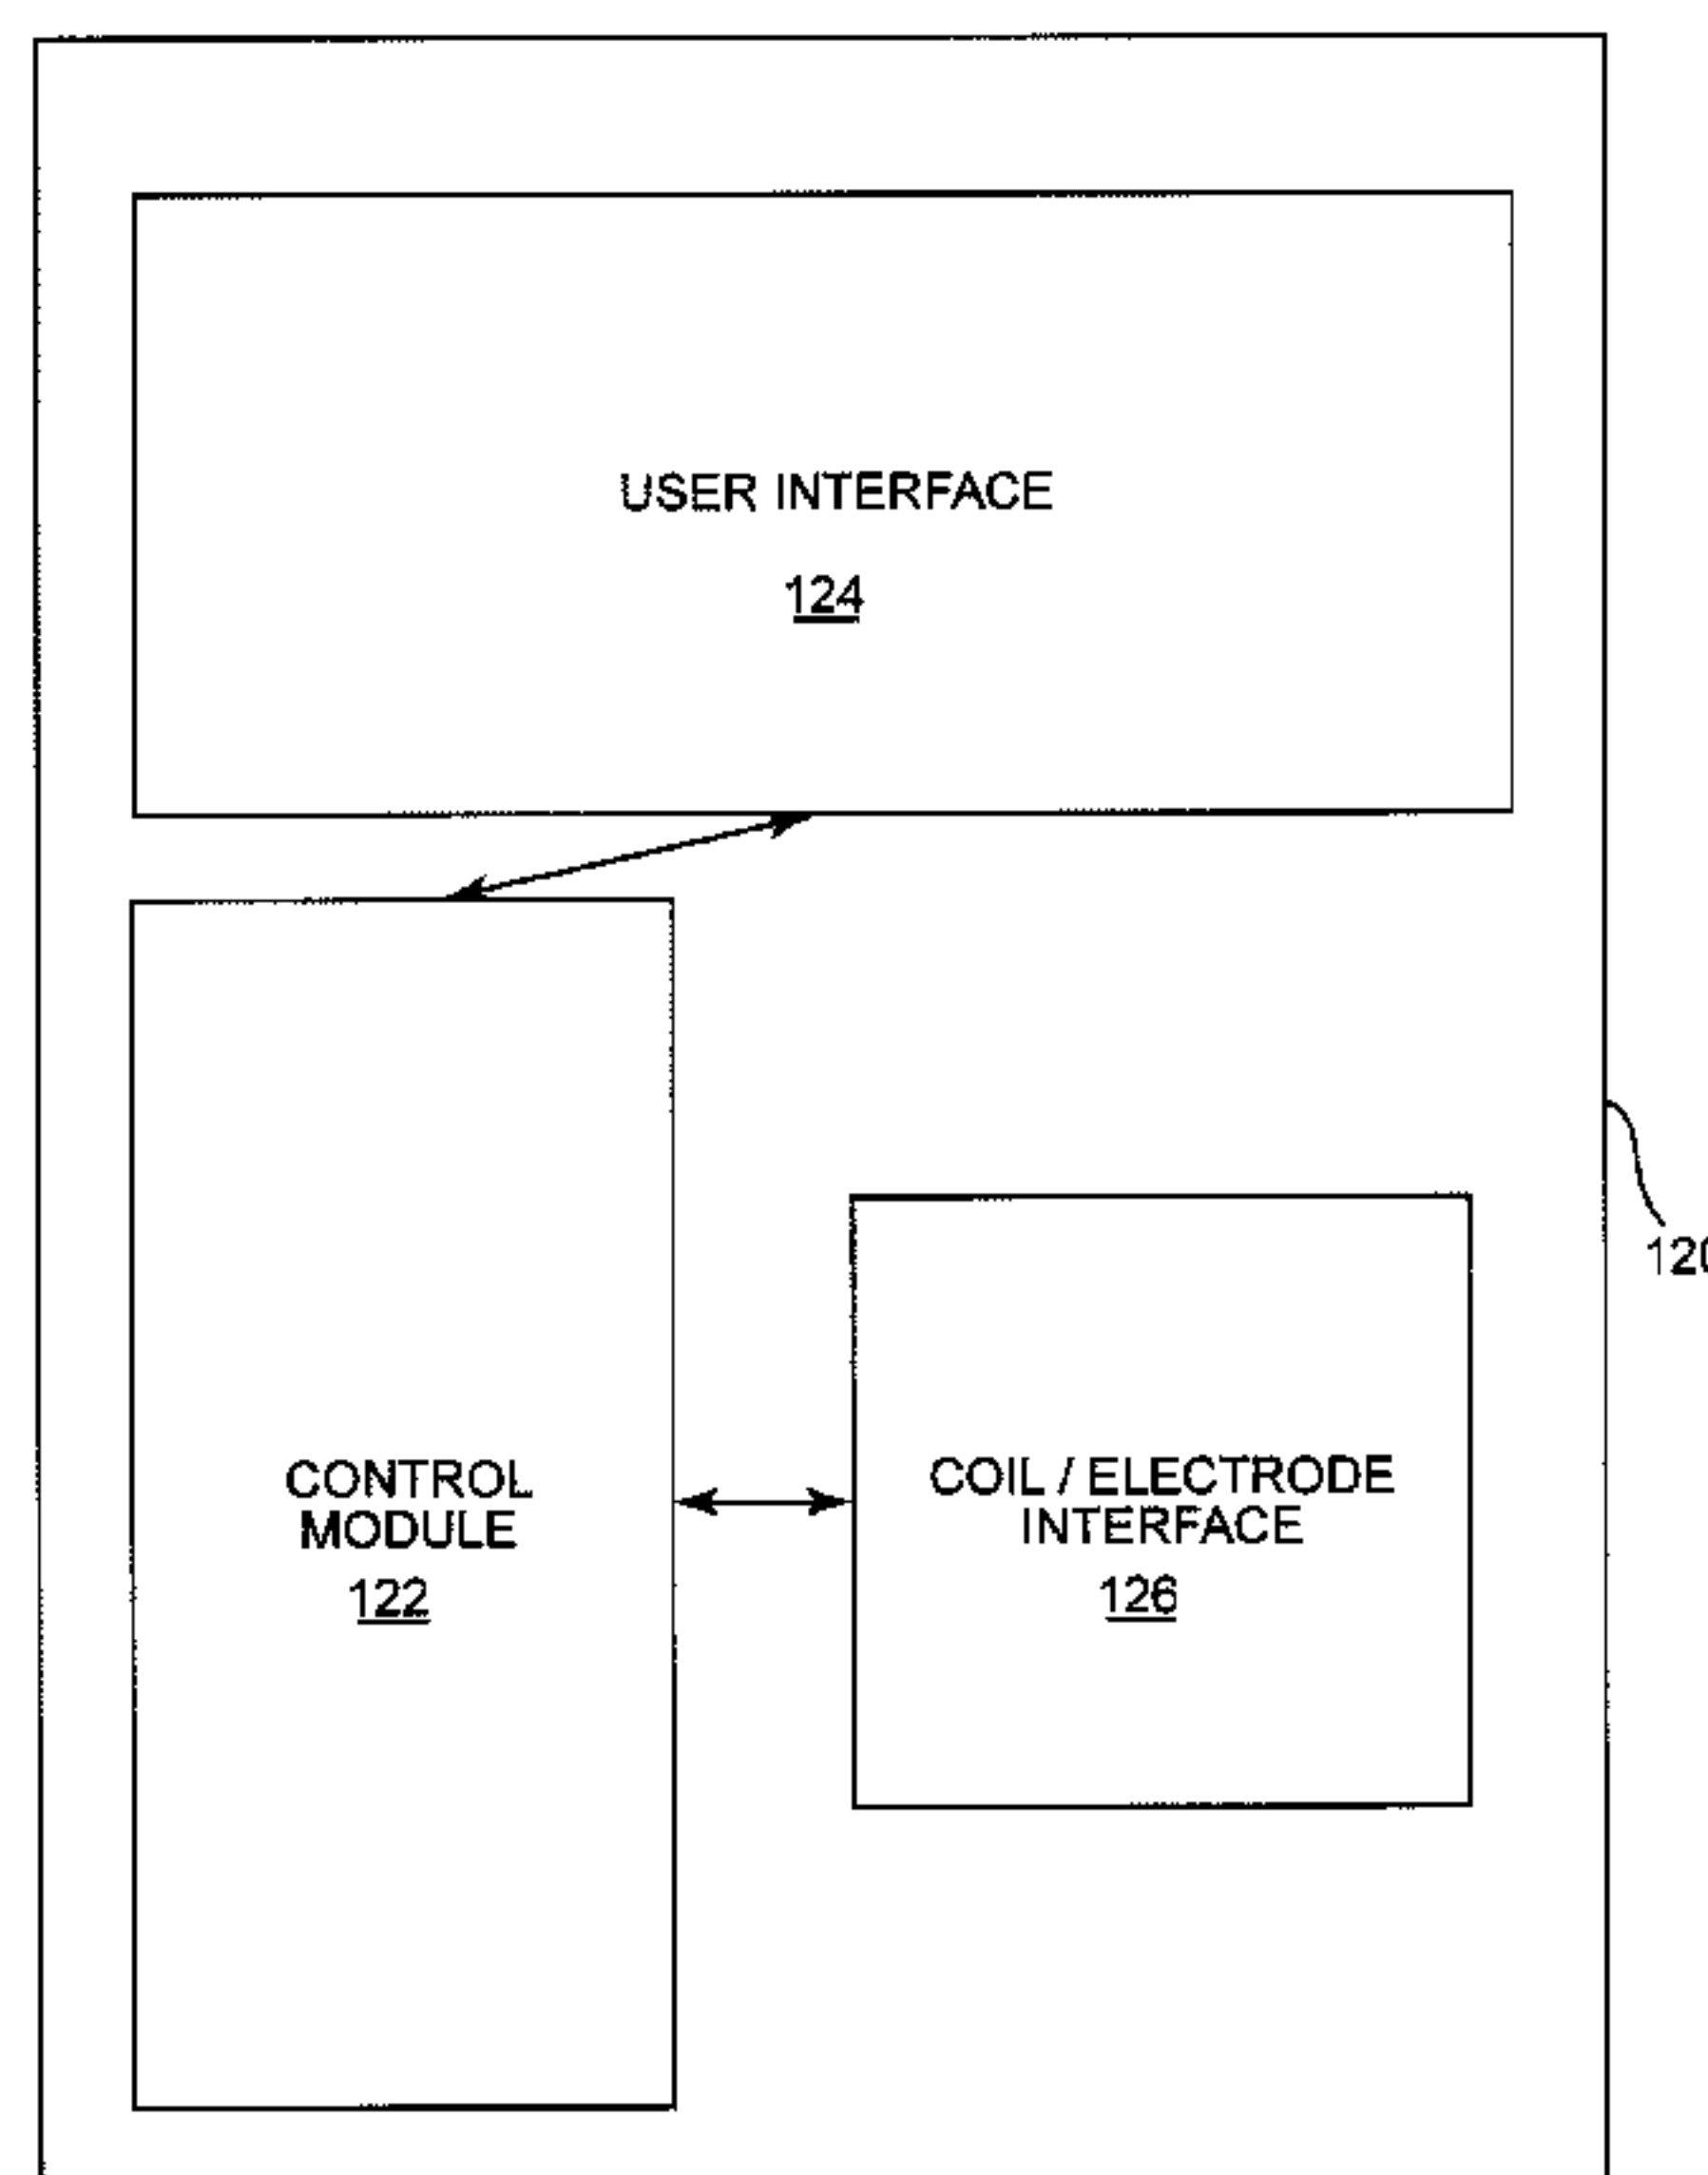 USER INTERFACE
124
CONTROL
MODULE
122
COIL / ELECTRODE
INTERFACE
126